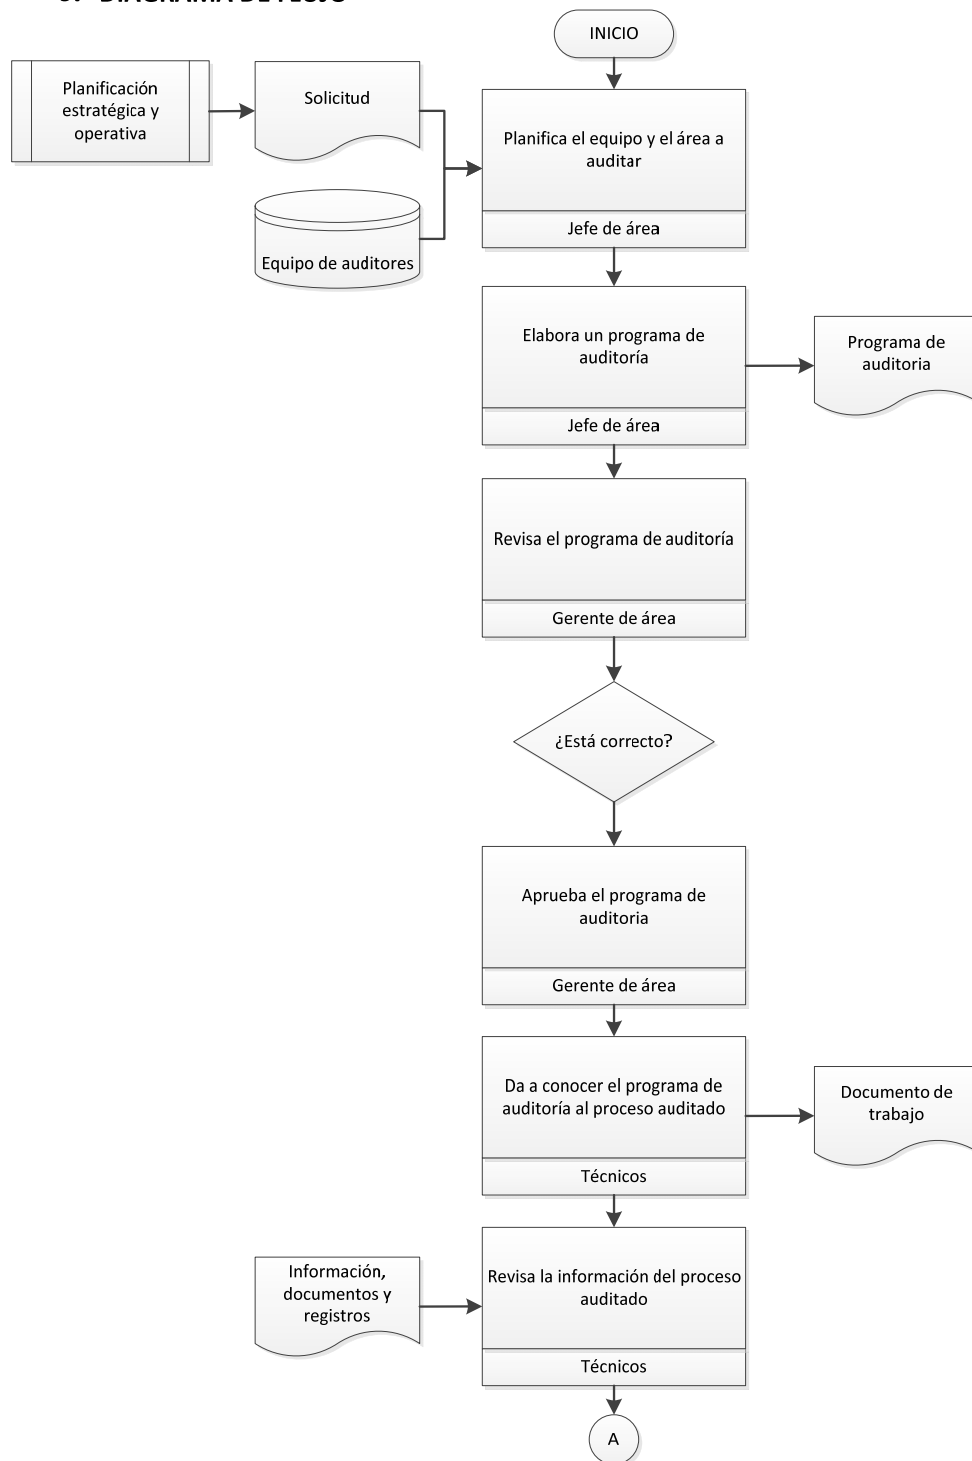 DIAGRAMA DE FLUJO
INICIO
Planificación
estratégica y
operativa
Solicitud
Planifica el equipo y el área a
auditar
Jefe de área
Equipo de auditores
Elabora un programa de
auditoría
Jefe de área
Programa de
auditoria
Revisa el programa de auditoría
Gerente de área
¿Está correcto?
Aprueba el programa de
auditoria
Gerente de área
Da a conocer el programa de
auditoría al proceso auditado
Técnicos
Documento de
trabajo
Información,
documentos y
registros
Revisa la información del proceso
auditado
Técnicos
A